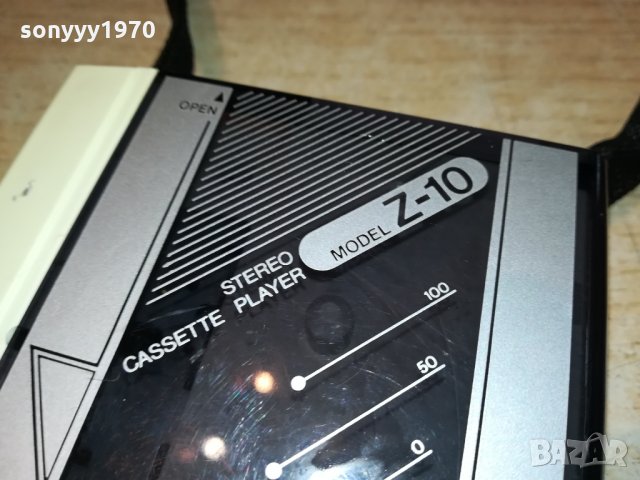 sonyyy1970
OPEN
MODEL Z-10
STEREO
CASSETTE PLAYER
100
50
0
BAZAR